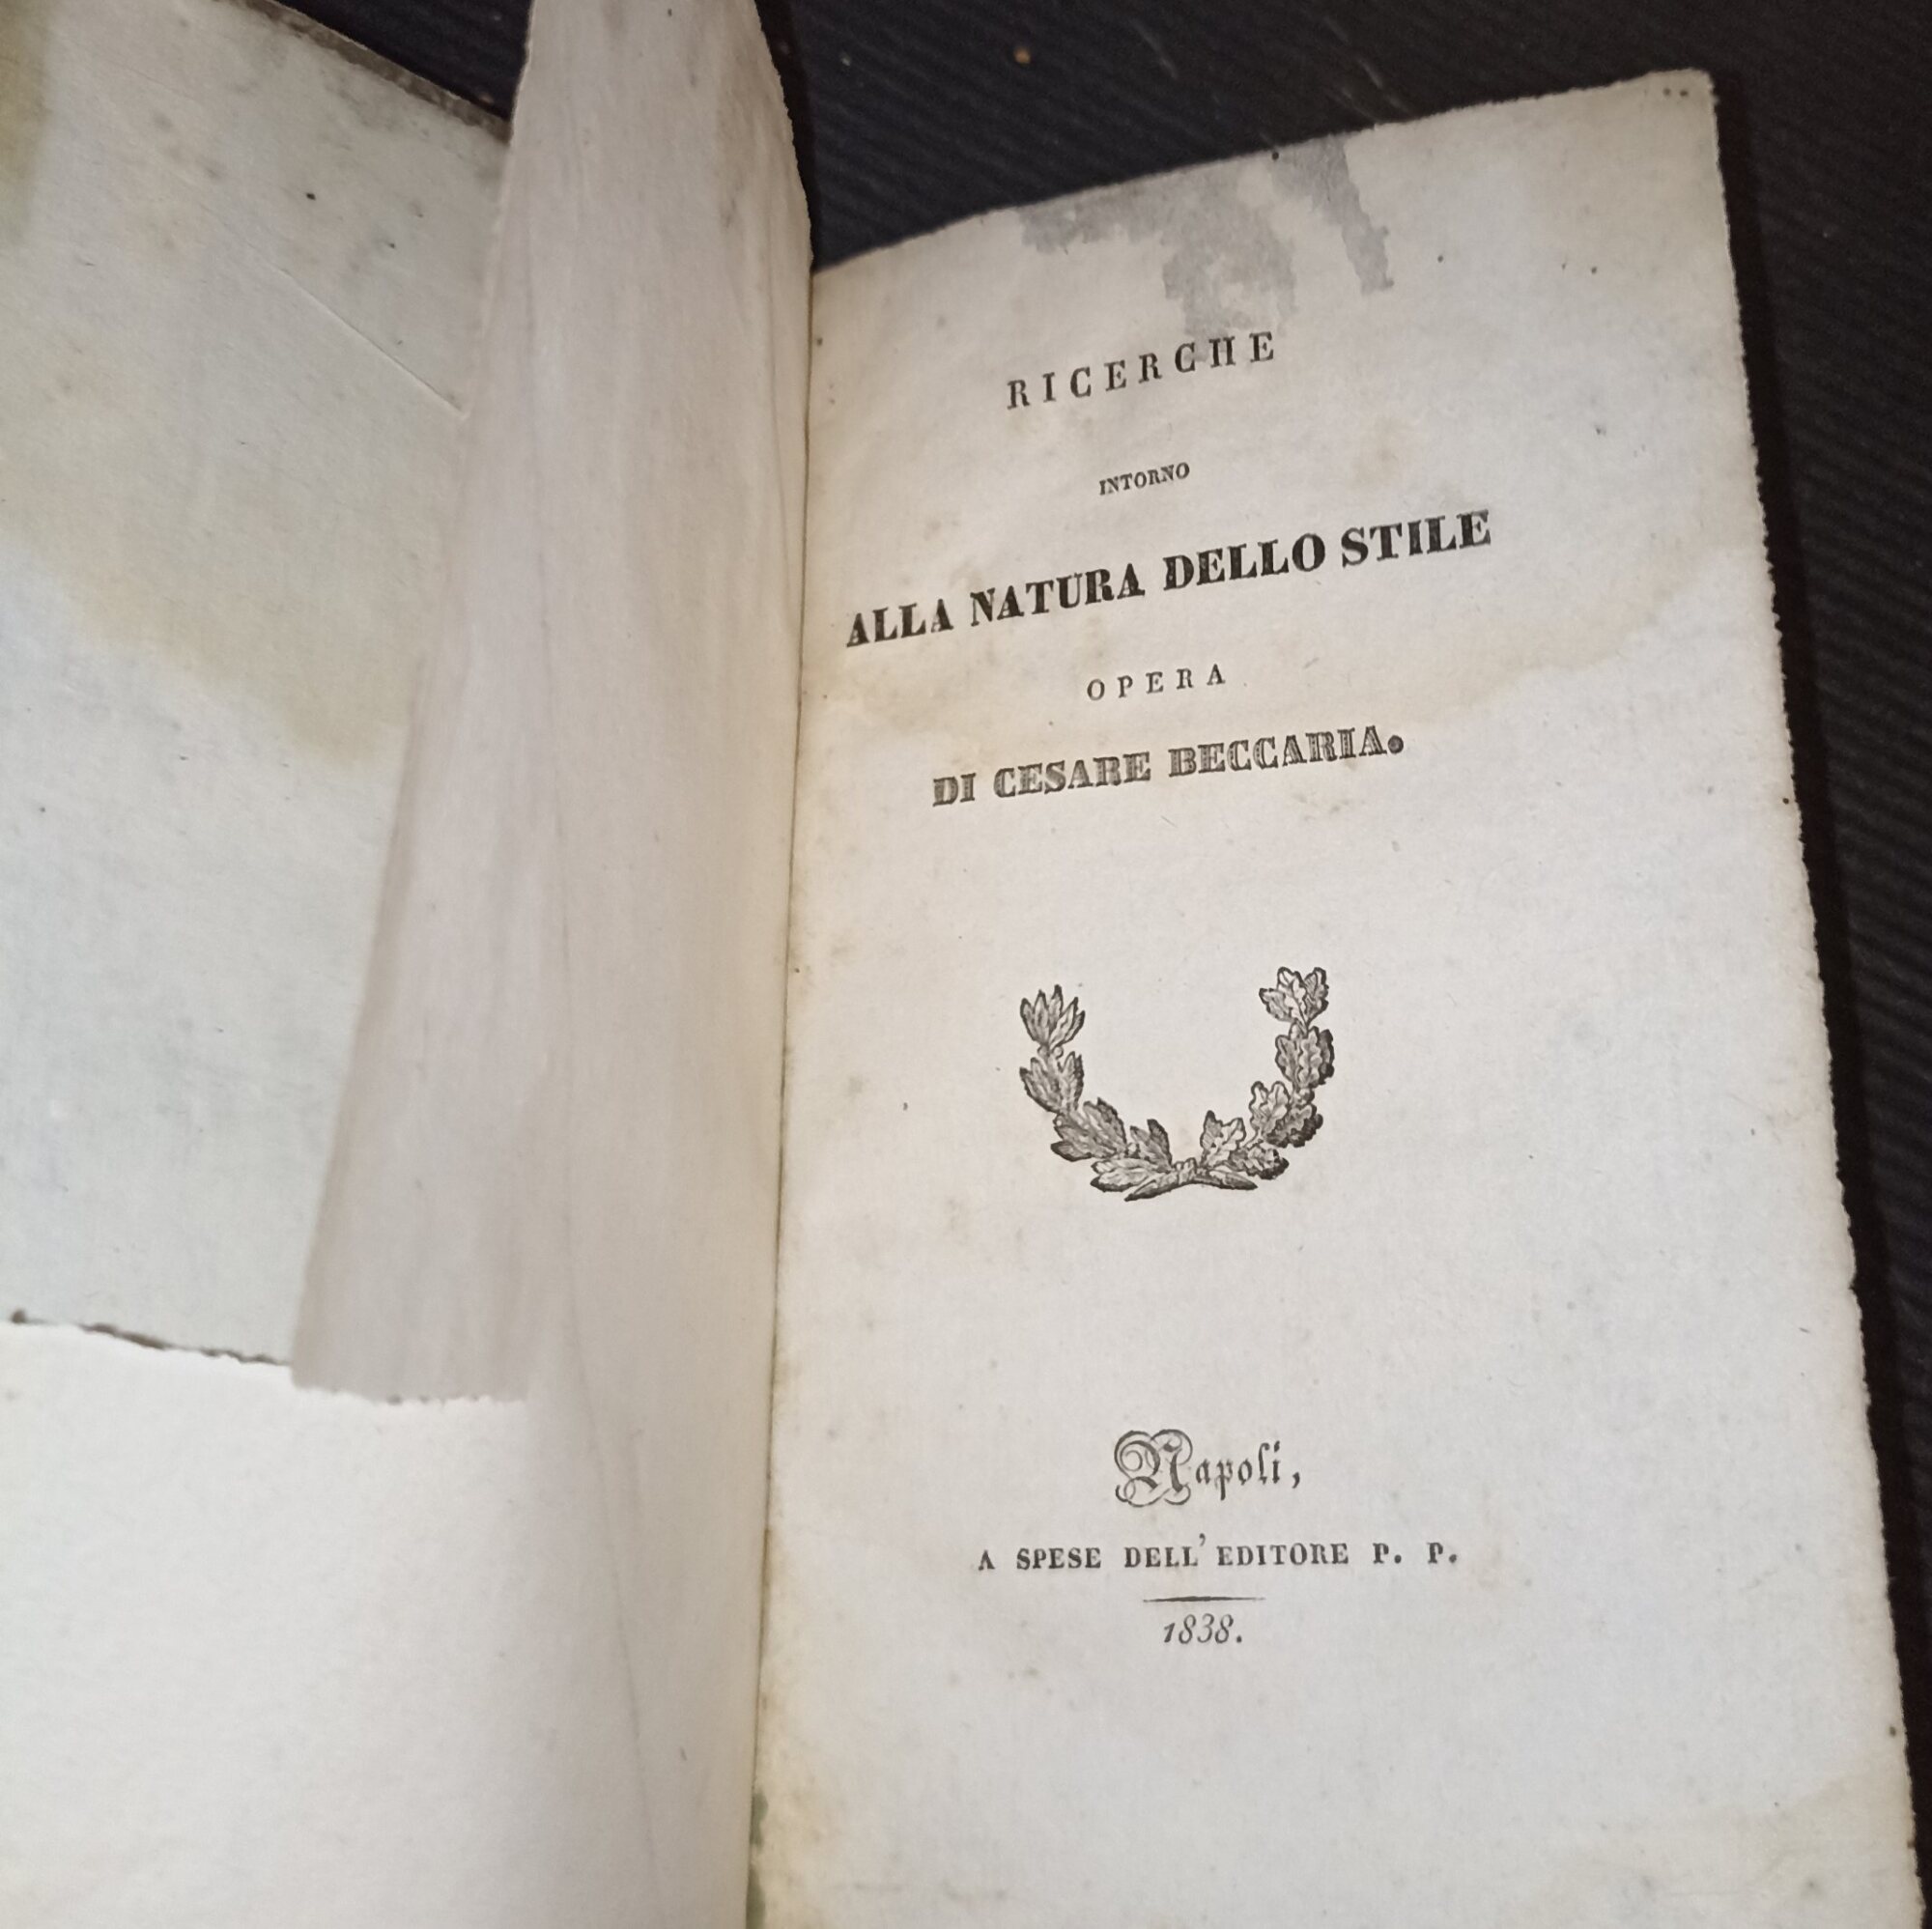 RICERCHE
INTORNO
ALLA NATURA DELLO STILE
OPERA
DI CESARE BECCARIA.
Napoli,
A SPESE DELL' EDITORE P. P.
1838.